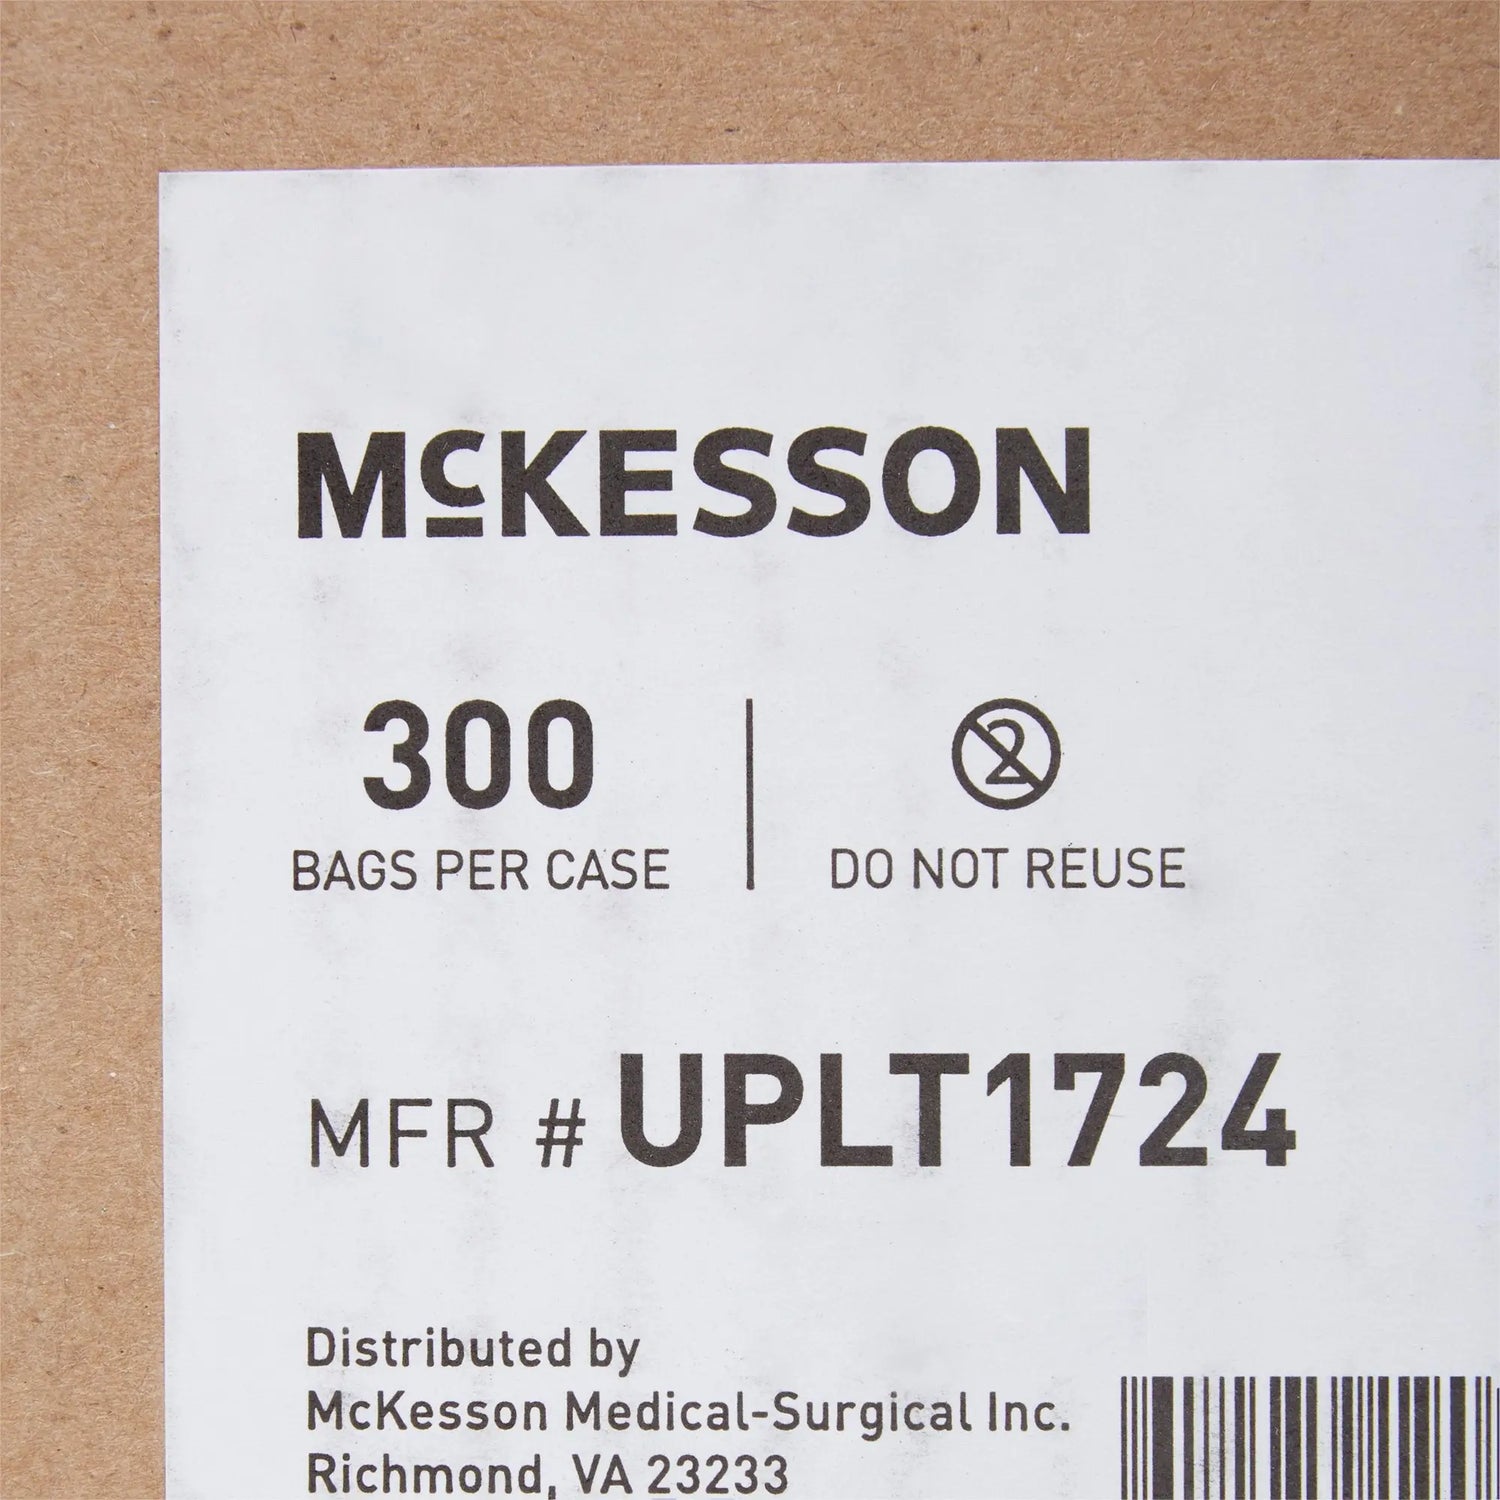 McKESSON
300
BAGS PER CASE
2
DO NOT REUSE
MFR # UPLT1724
Distributed by
McKesson Medical-Surgical Inc.
Richmond, VA 23233